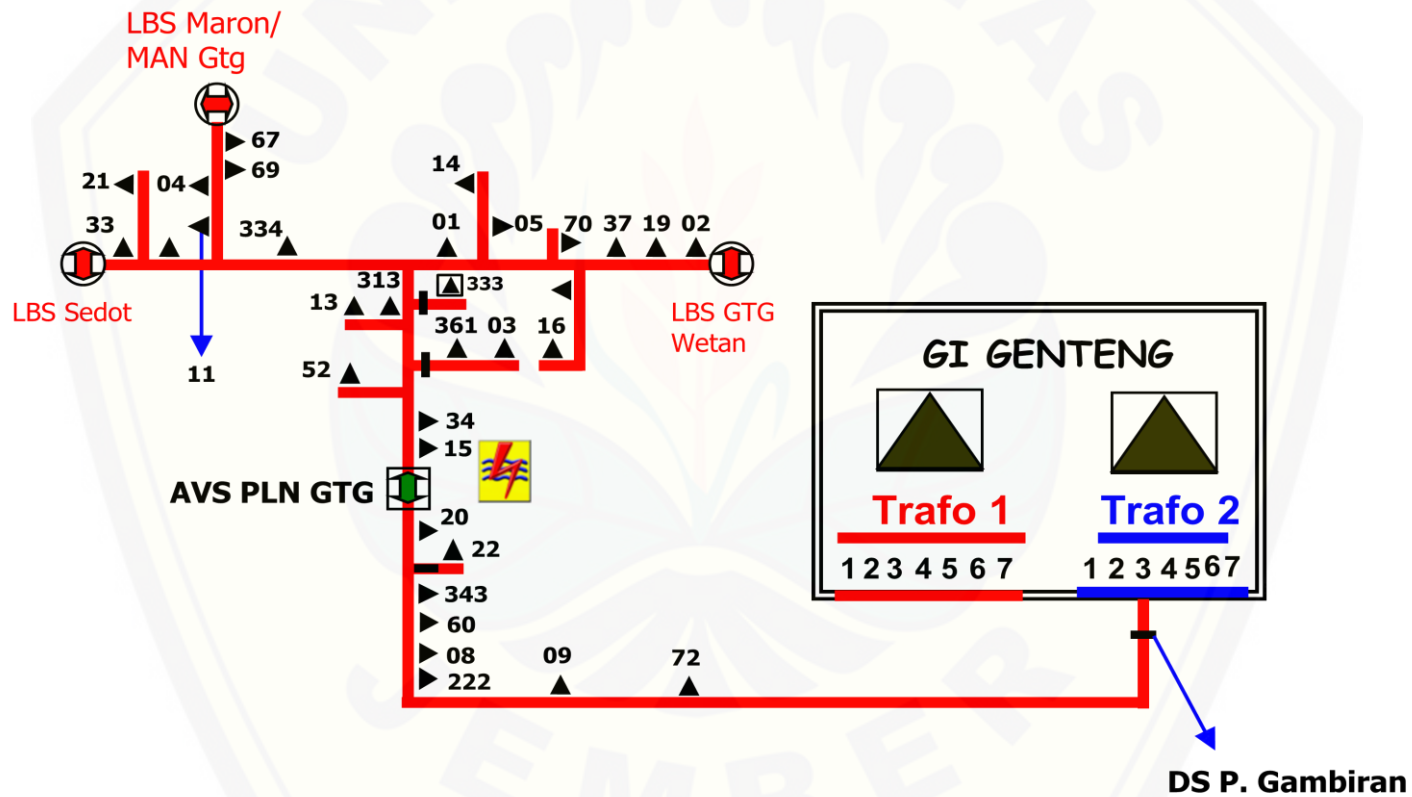 LBS Maron/
MAN Gtg
67
69
21
04
14
33
334
01
05
70
37
19
02
LBS Sedot
313
333
13
LBS GTG
Wetan
361
03
16
11
52
34
15
AVS PLN GTG
20
22
343
60
08
222
09
72
GI GENTENG
Trafo 1
Trafo 2
1 2 3 4 5 6 7
1 2 3 4 5 6 7
DS P. Gambiran
UNIVERSITAS
JEMBER